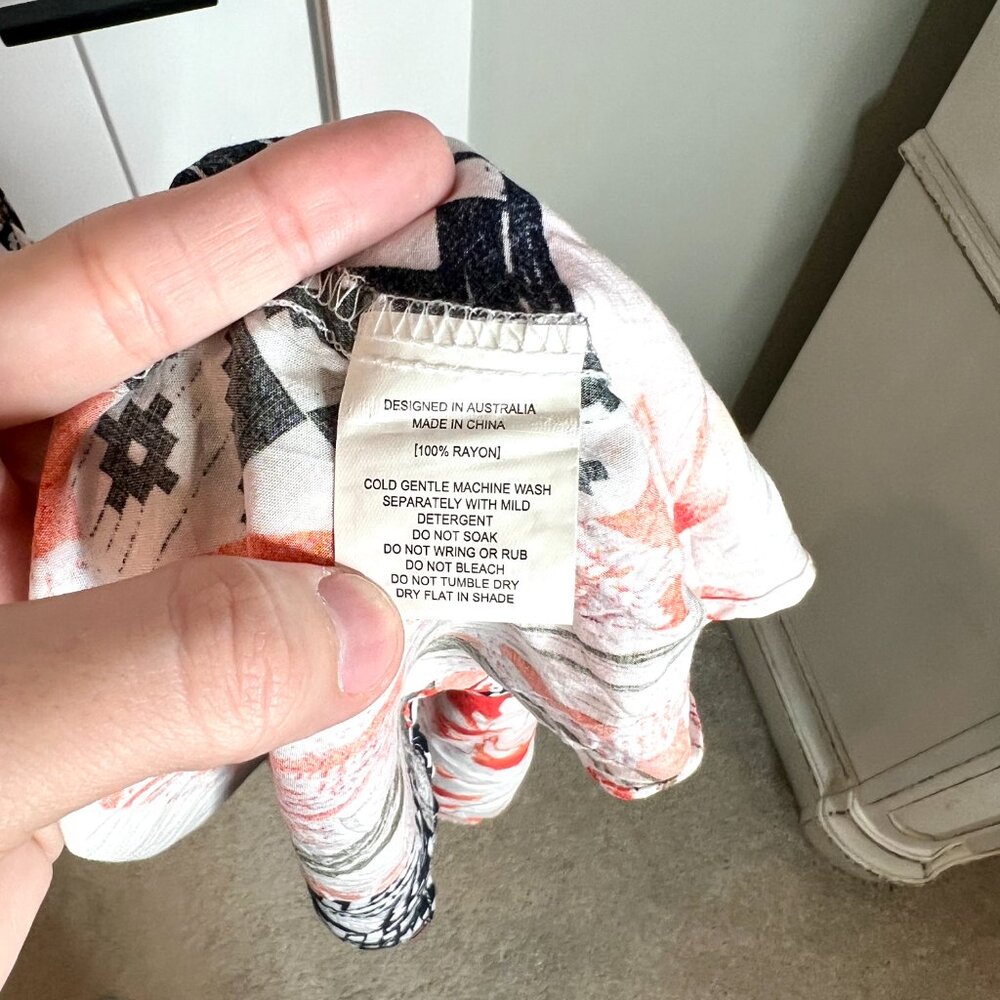 DESIGNED IN AUSTRALIA
MADE IN CHINA
[100% RAYON]
COLD GENTLE MACHINE WASH
SEPARATELY WITH MILD
DETERGENT
DO NOT SOAK
DO NOT WRING OR RUB
DO NOT BLEACH
DO NOT TUMBLE DRY
DRY FLAT IN SHADE